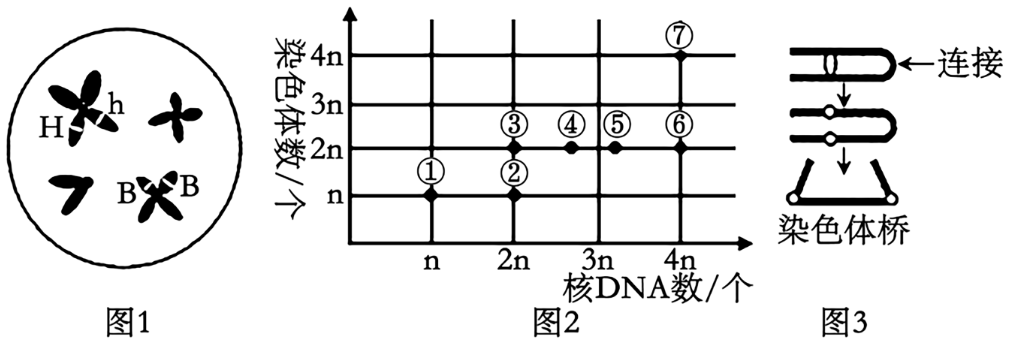 H
h
B
B
图1
染色体数/个
4n
3n
2n
n
①
②
③
④
⑤
⑥
⑦
n
2n
3n
4n
核DNA数/个
图2
连接
染色体桥
图3